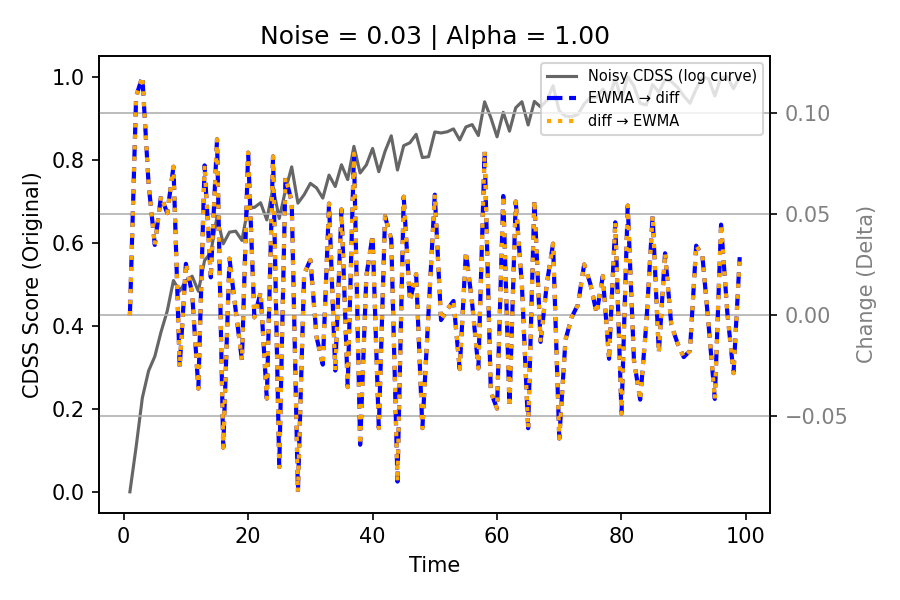 Noise = 0.03 | Alpha = 1.00
Noisy CDSS (log curve)
EWMA → diff
diff → EWMA
CDSS Score (Original)
1.0
0.8
0.6
0.4
0.2
0.0
0.10
0.05
0.00
−0.05
Change (Delta)
0
20
40
60
80
100
Time